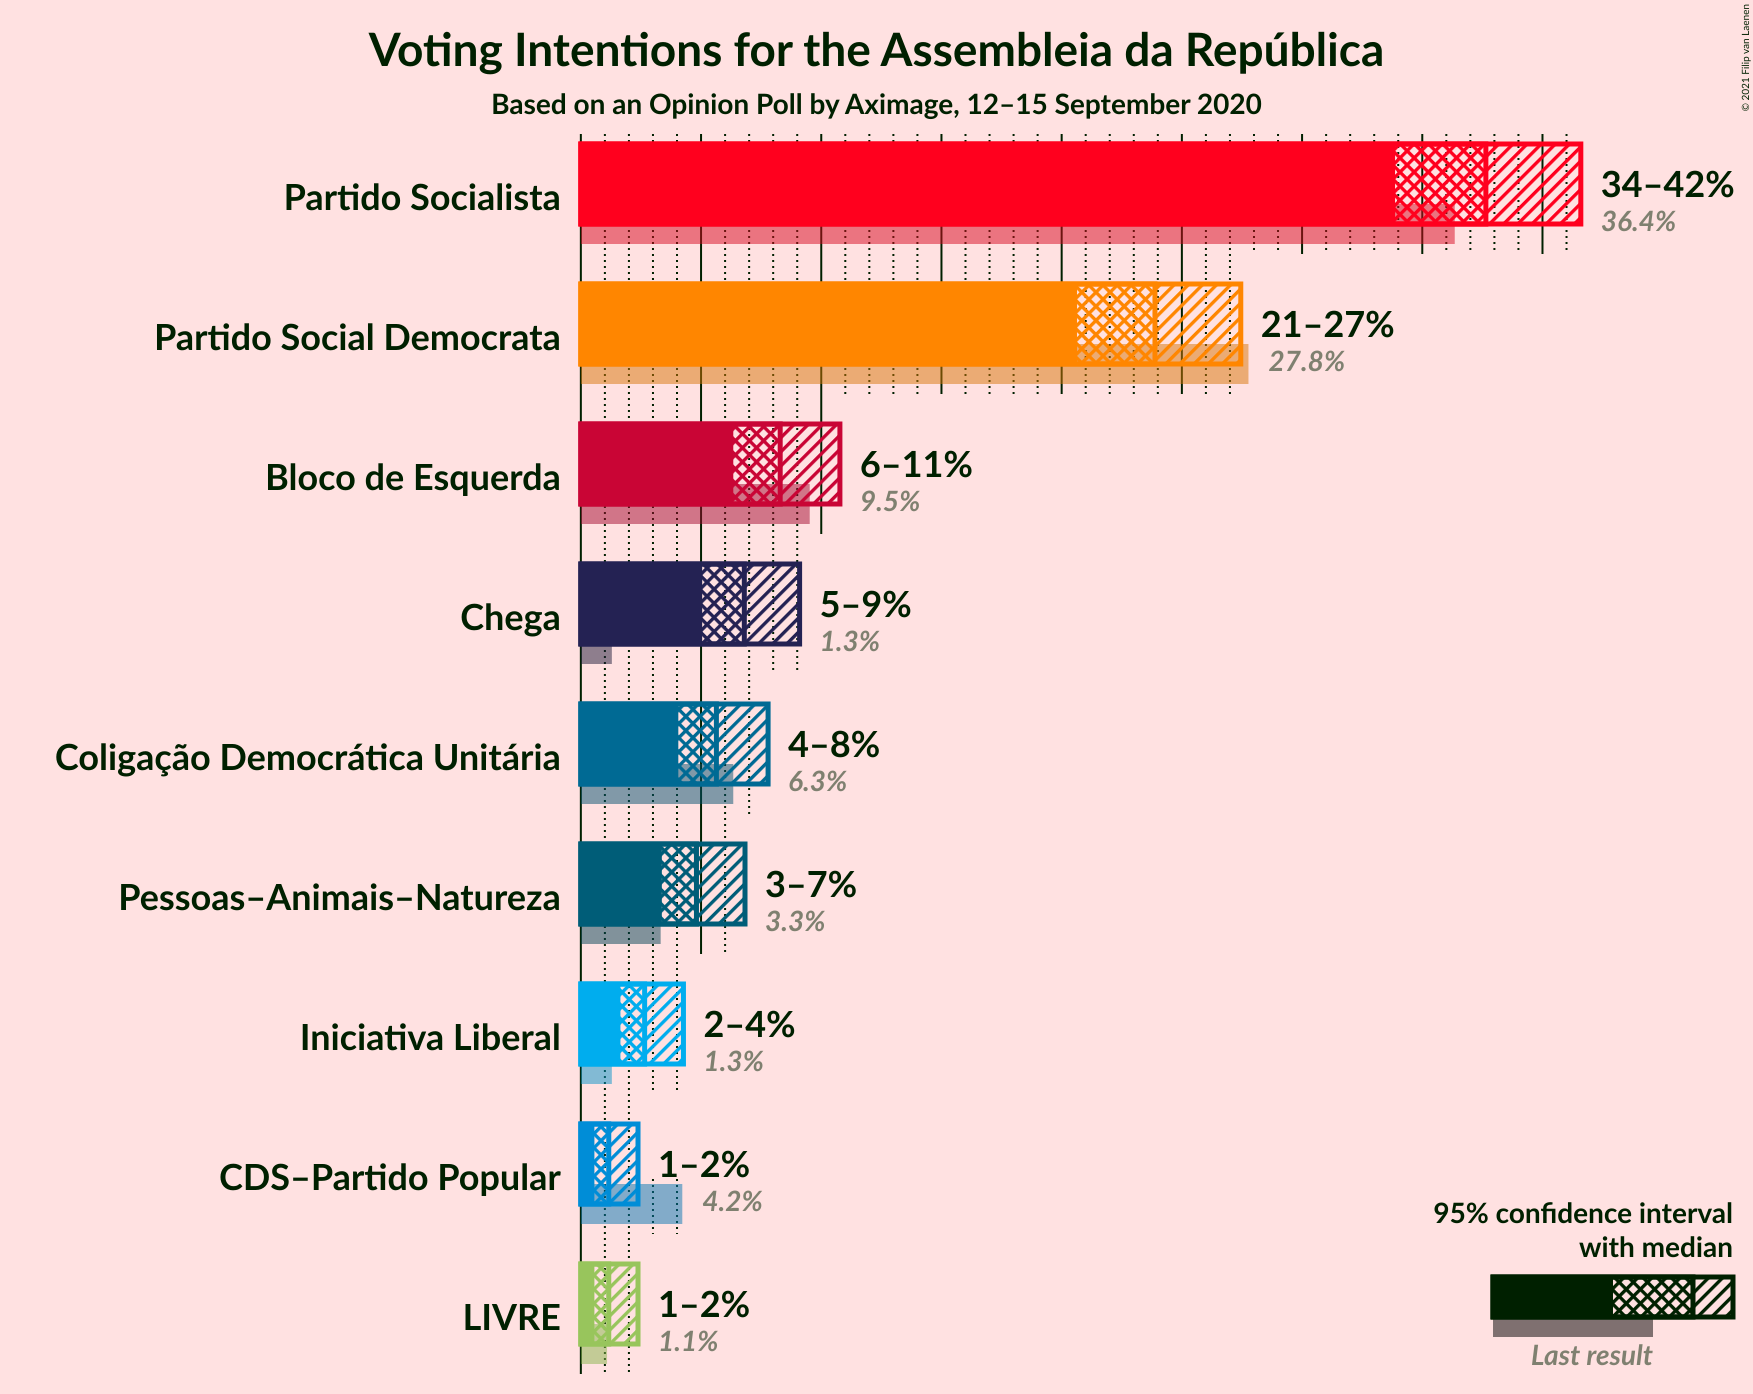 Voting Intentions for the Assembleia da República
Based on an Opinion Poll by Aximage, 12–15 September 2020
© 2021 Filip van Laenen
Partido Socialista
34–42%
36.4%
Partido Social Democrata
21–27%
27.8%
Bloco de Esquerda
6–11%
9.5%
Chega
5–9%
1.3%
Coligação Democrática Unitária
4–8%
6.3%
Pessoas–Animais–Natureza
3–7%
3.3%
Iniciativa Liberal
2–4%
1.3%
CDS–Partido Popular
1–2%
4.2%
LIVRE
1–2%
1.1%
95% confidence interval
with median
Last result